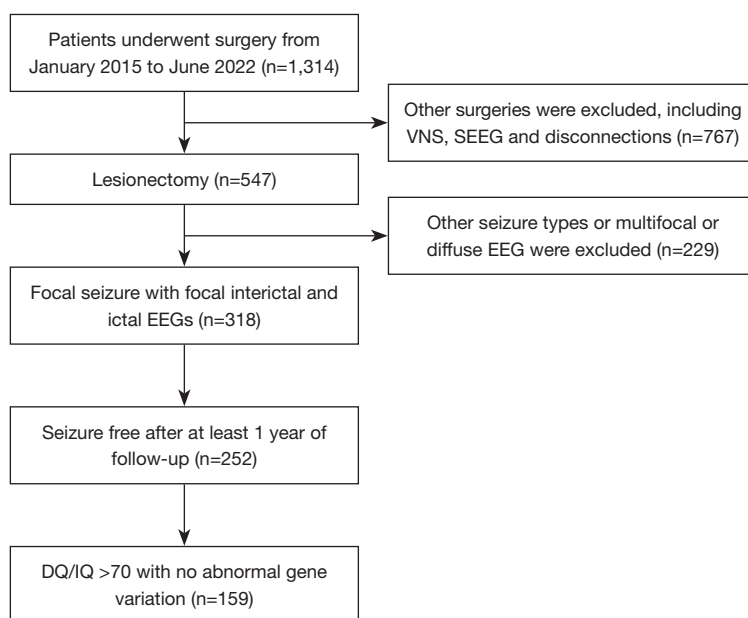 Patients underwent surgery from
January 2015 to June 2022 (n=1,314)
Other surgeries were excluded, including
VNS, SEEG and disconnections (n=767)
Lesionectomy (n=547)
Other seizure types or multifocal or
diffuse EEG were excluded (n=229)
Focal seizure with focal interictal and
ictal EEGs (n=318)
Seizure free after at least 1 year of
follow-up (n=252)
DQ/IQ >70 with no abnormal gene
variation (n=159)